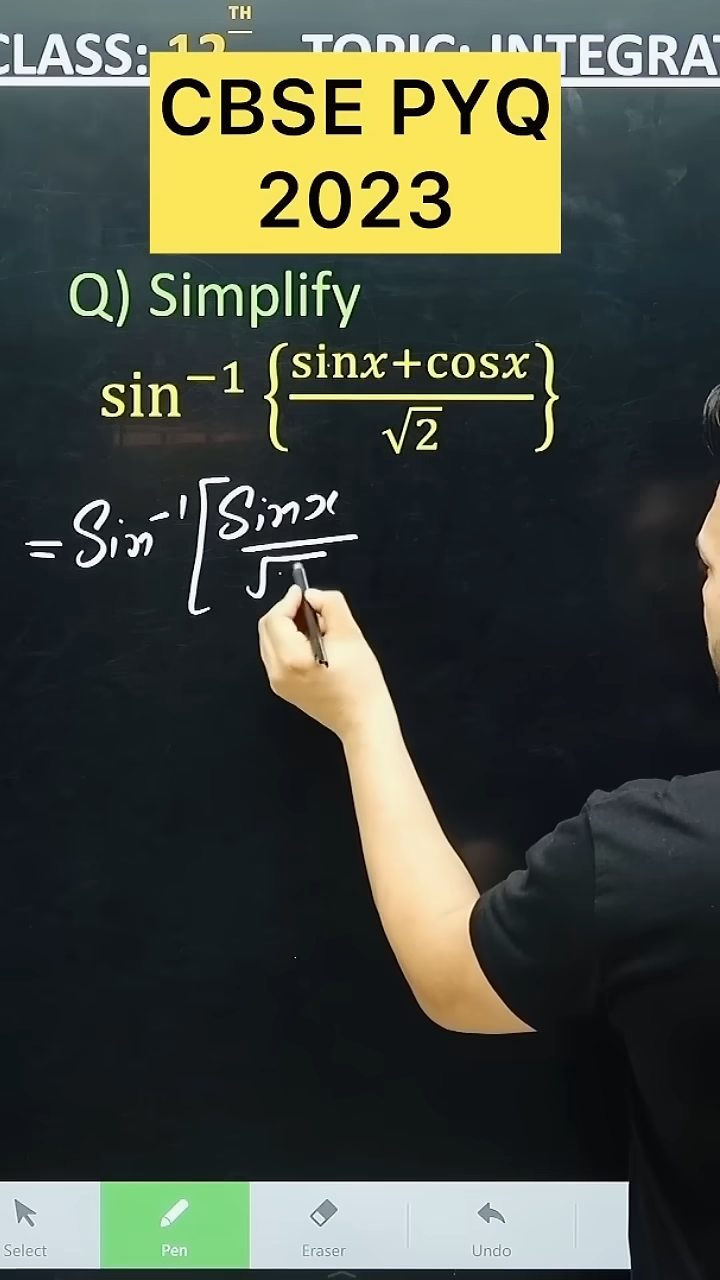 CLASS: 12TH TOPIC: INTEGRAT
CBSE PYQ
2023
Q) Simplify
sin⁻¹ {(sinx+cosx)/√2}
= Sin⁻¹ [Sinx/√
Select Pen Eraser Undo